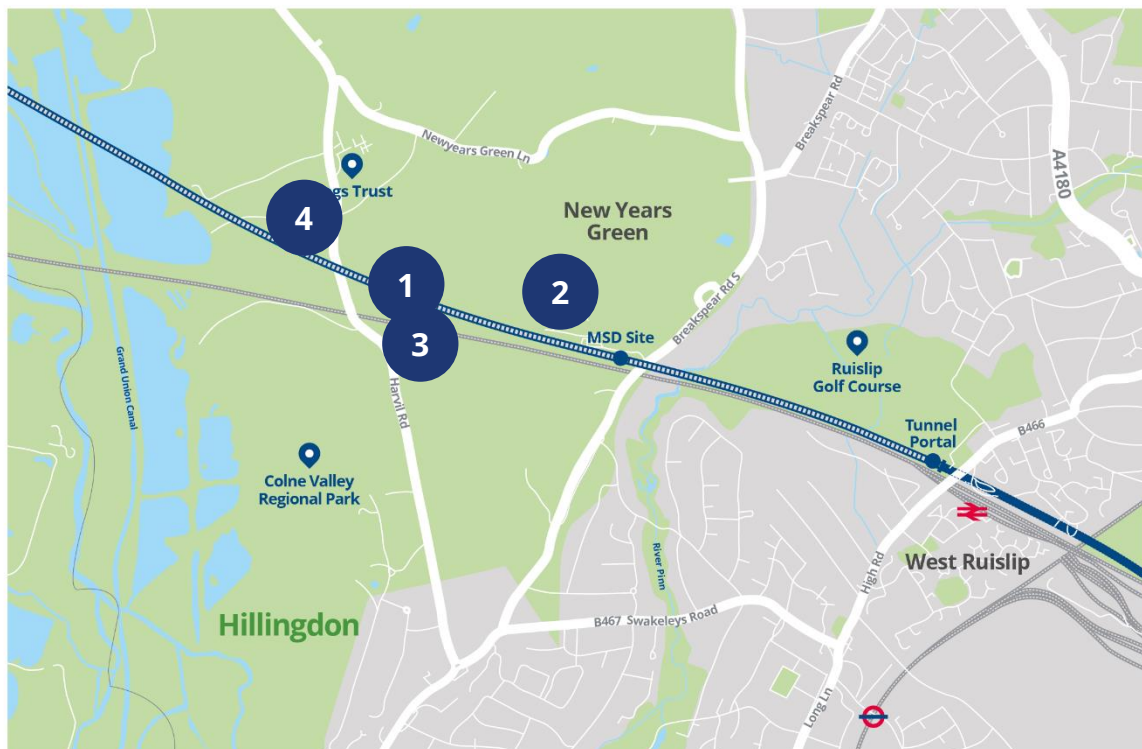 Breakspear Rd
A4180
Newyears Green Ln
Trust
4
New Years
Green
1
2
Breakspear Rd S
3
MSD Site
Ruislip
Golf Course
Grand Union Canal
Harvil Rd
Tunnel
Portal
B466
Colne Valley
Regional Park
High Rd
River Pinn
West Ruislip
Hillingdon
B467 Swakeleys Road
Long Ln